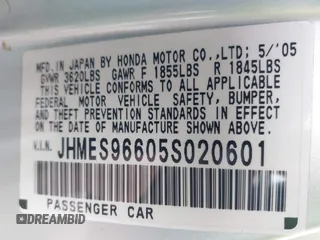 MFD. IN JAPAN BY HONDA MOTOR CO.,LTD; 5/'05
GVWR 3620LBS GAWR F 1855LBS R 1845LBS
THIS VEHICLE CONFORMS TO ALL APPLICABLE
FEDERAL MOTOR VEHICLE SAFETY, BUMPER,
AND THEFT PREVENTION STANDARDS IN EFFECT
ON THE DATE OF MANUFACTURE SHOWN ABOVE.
V.I.N. JHMES96605S020601
PASSENGER CAR
DREAMBID